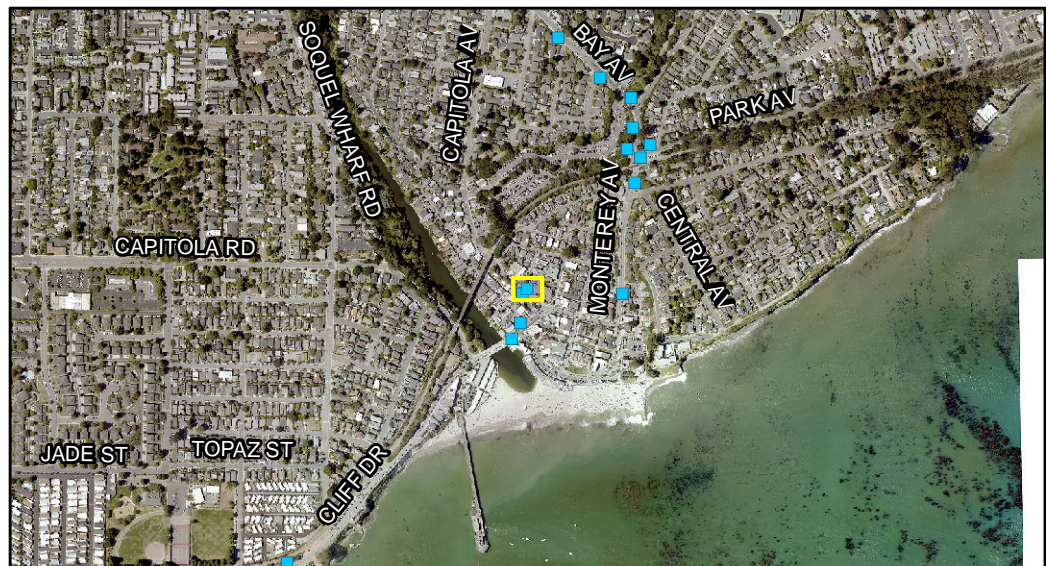 BAY AV
SOQUEL WHARF RD
CAPITOLA AV
PARK AV
MONTEREY AV
CENTRAL AV
CAPITOLA RD
JADE ST
TOPAZ ST
CLIFF DR